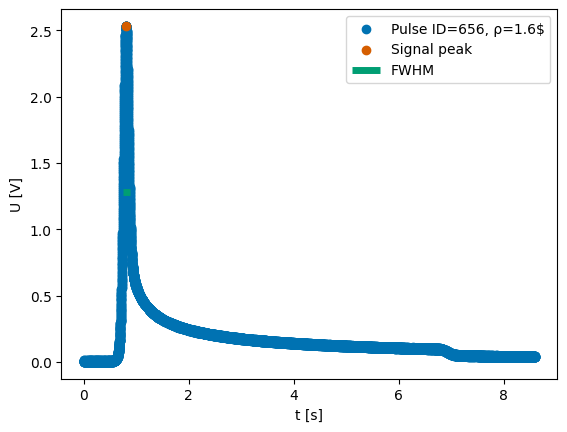 Pulse ID=656, ρ=1.6$
Signal peak
FWHM
U [V]
2.5
2.0
1.5
1.0
0.5
0.0
0 2 4 6 8
t [s]